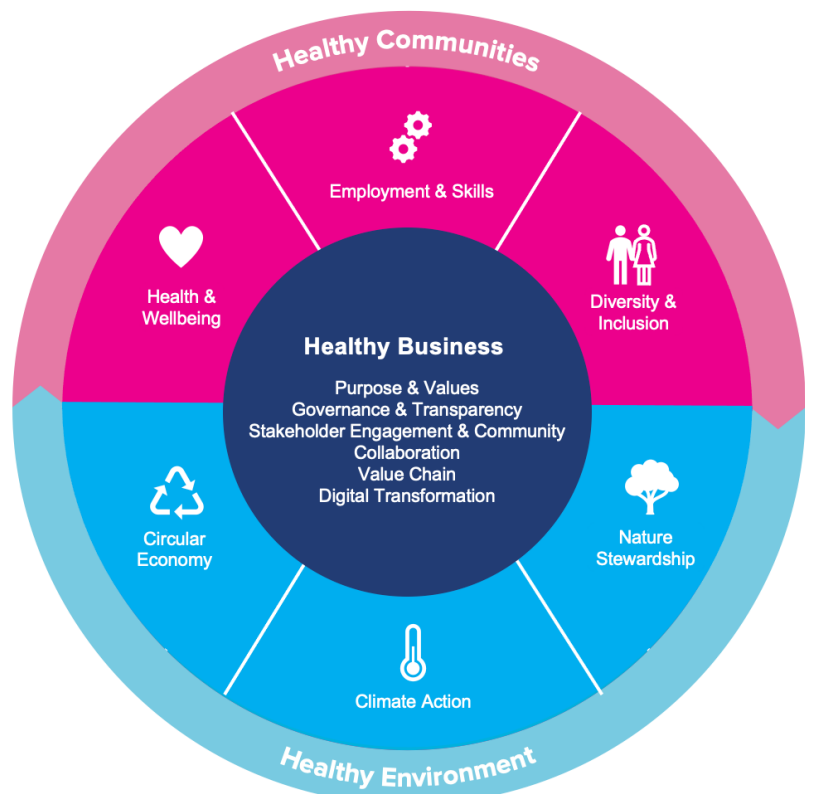 Healthy Communities
Employment & Skills
Health &
Wellbeing
Diversity &
Inclusion
Healthy Business
Purpose & Values
Governance & Transparency
Stakeholder Engagement & Community
Collaboration
Value Chain
Digital Transformation
Circular
Economy
Nature
Stewardship
Climate Action
Healthy Environment